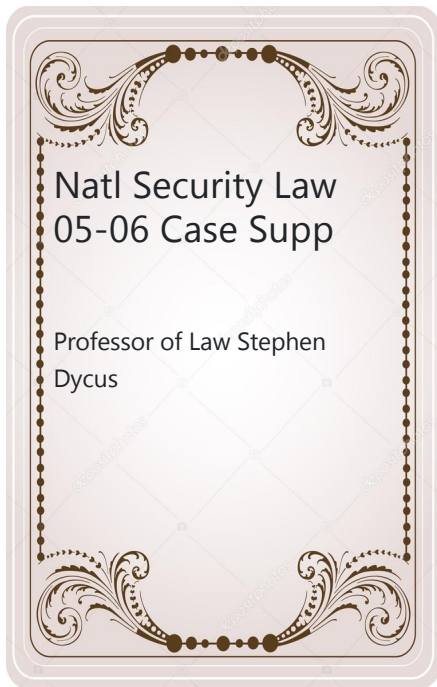 Natl Security Law
05-06 Case Supp
Professor of Law Stephen
Dycus